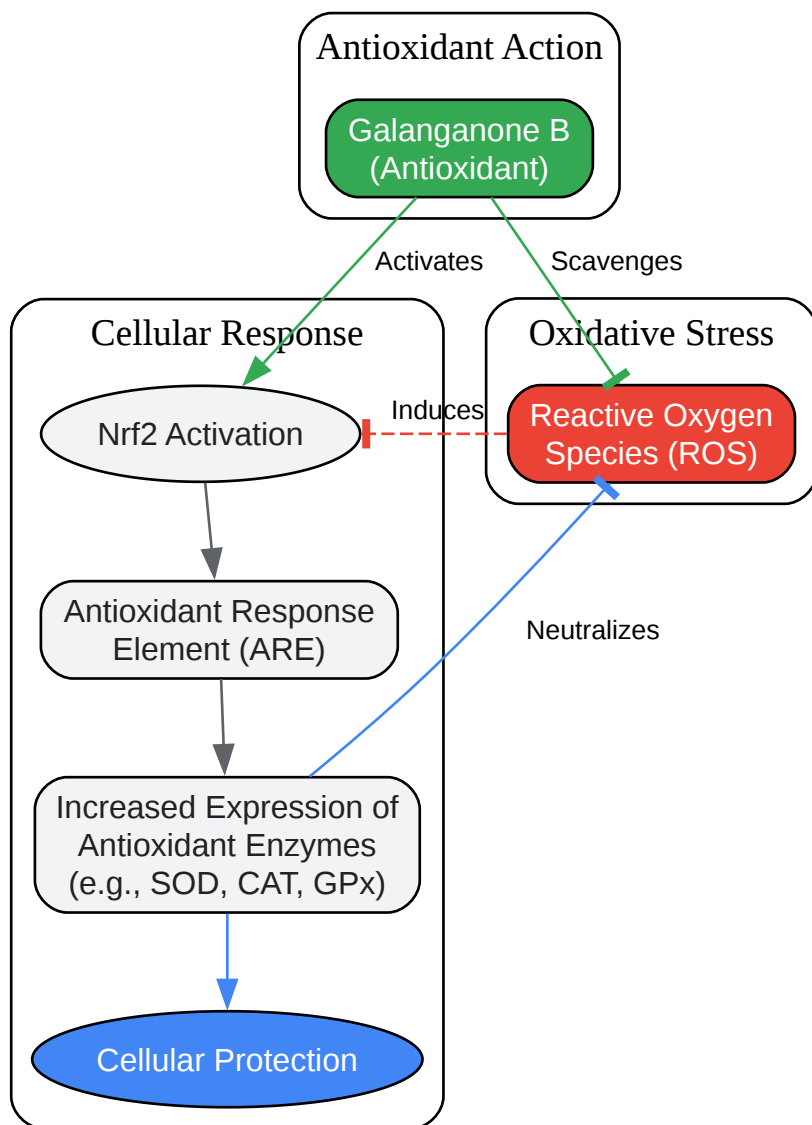 Antioxidant Action
Galanganone B
(Antioxidant)
Activates
Scavenges
Cellular Response
Oxidative Stress
Nrf2 Activation
Induces
Reactive Oxygen
Species (ROS)
Antioxidant Response
Element (ARE)
Neutralizes
Increased Expression of
Antioxidant Enzymes
(e.g., SOD, CAT, GPx)
Cellular Protection